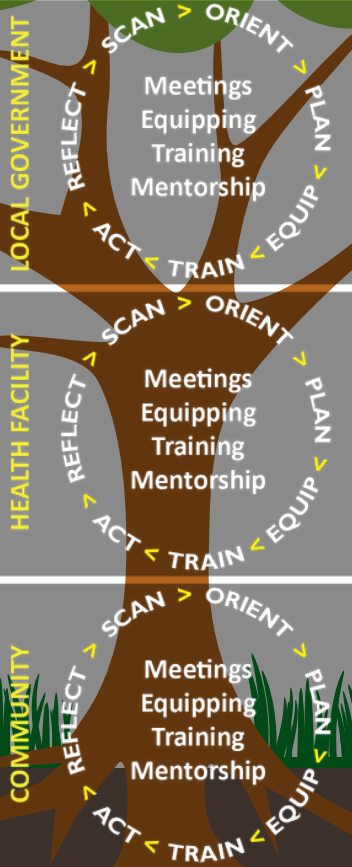 LOCAL GOVERNMENT
SCAN > ORIENT > PLAN > EQUIP > TRAIN > ACT > REFLECT >
Meetings
Equipping
Training
Mentorship
HEALTH FACILITY
SCAN > ORIENT > PLAN > EQUIP > TRAIN > ACT > REFLECT >
Meetings
Equipping
Training
Mentorship
COMMUNITY
SCAN > ORIENT > PLAN > EQUIP > TRAIN > ACT > REFLECT >
Meetings
Equipping
Training
Mentorship